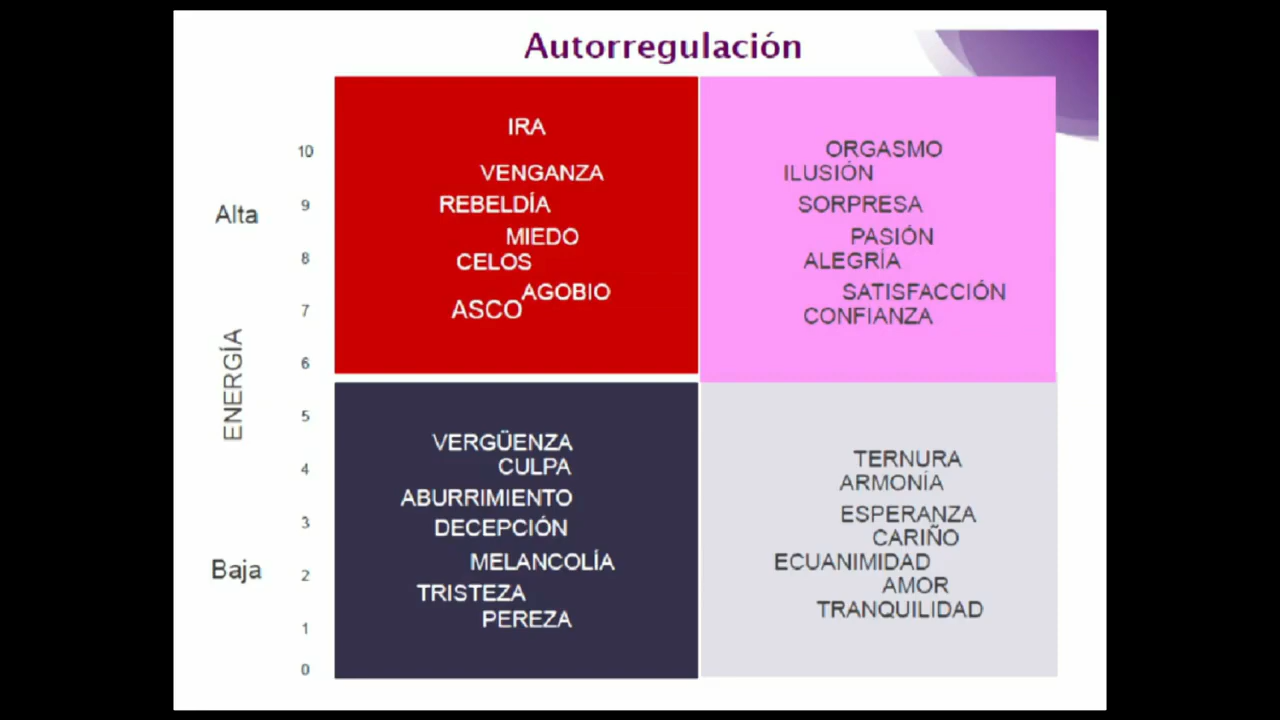 Autorregulación
IRA
VENGANZA
REBELDÍA
MIEDO
CELOS
AGOBIO
ASCO
ORGASMO
ILUSIÓN
SORPRESA
PASIÓN
ALEGRÍA
SATISFACCIÓN
CONFIANZA
10
9
8
7
6
5
4
3
2
1
0
Alta
ENERGÍA
Baja
VERGÜENZA
CULPA
ABURRIMIENTO
DECEPCIÓN
MELANCOLÍA
TRISTEZA
PEREZA
TERNURA
ARMONÍA
ESPERANZA
CARIÑO
ECUANIMIDAD
AMOR
TRANQUILIDAD